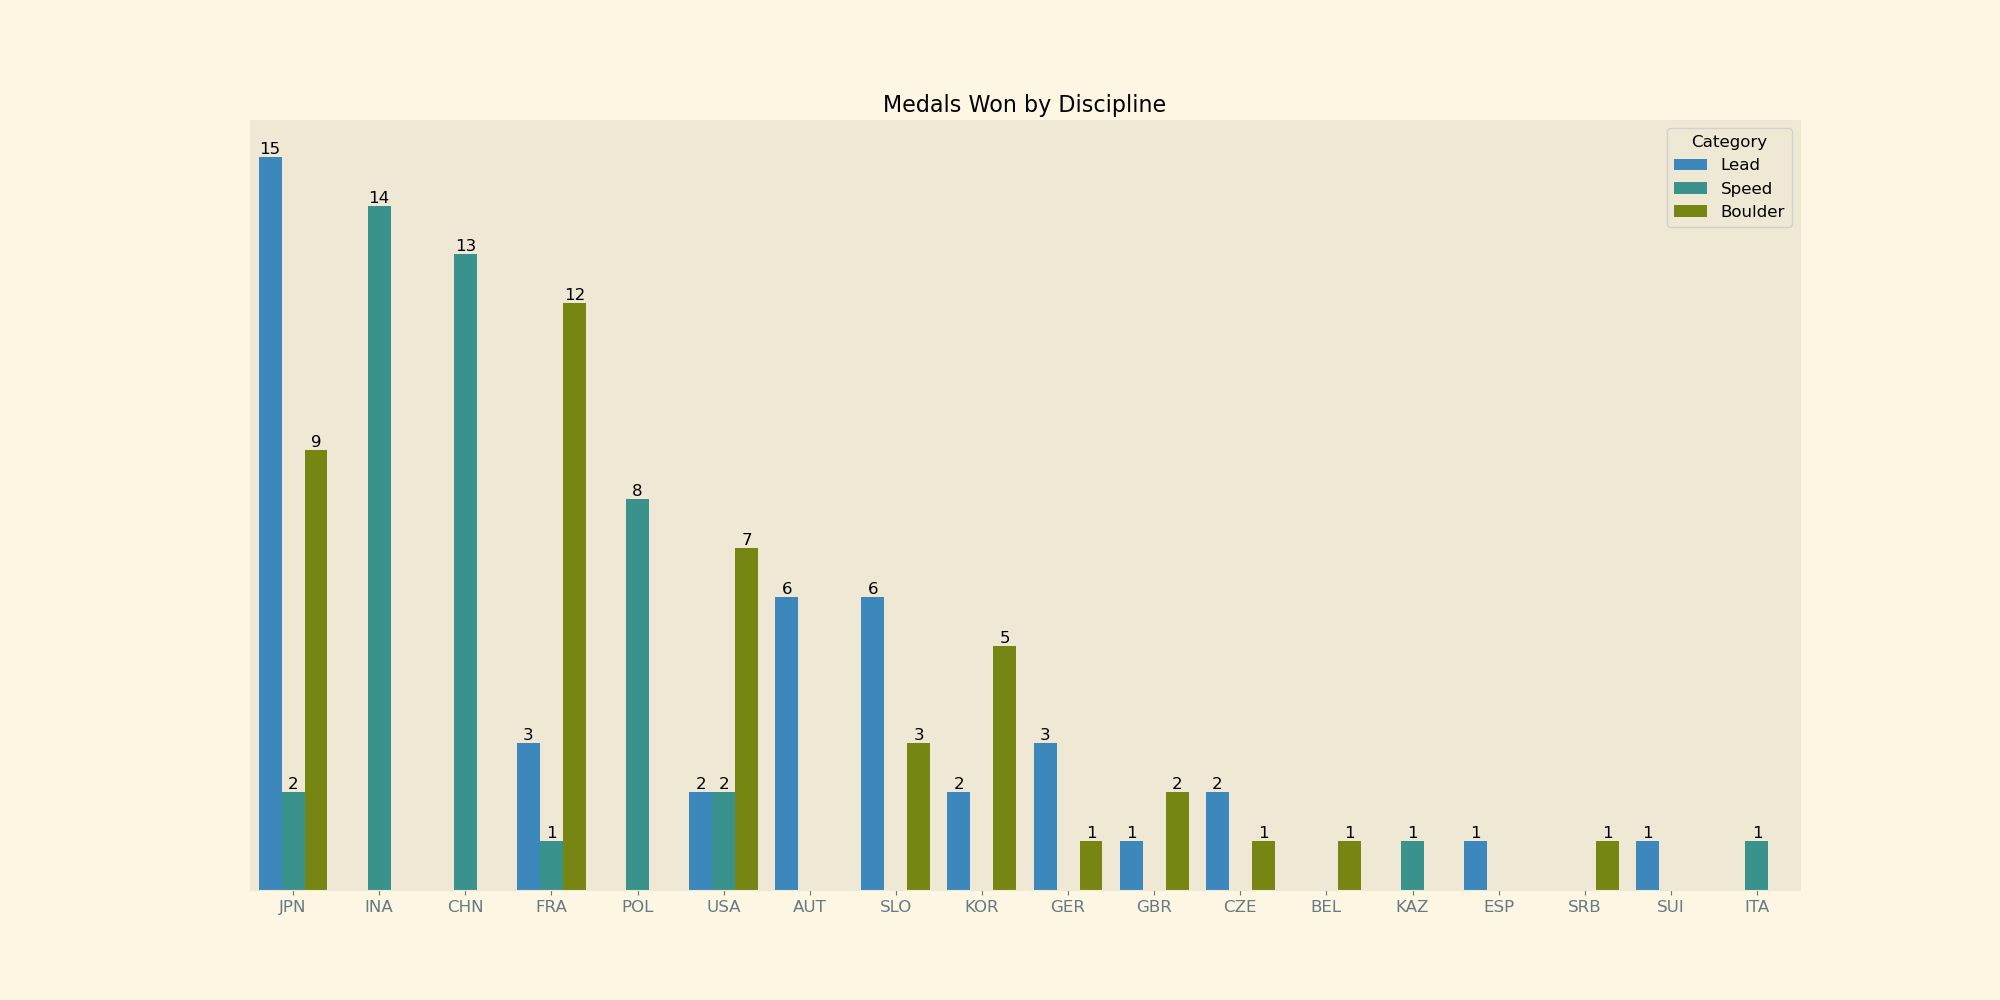 Medals Won by Discipline
Category
Lead
Speed
Boulder
15
14
13
12
9
8
7
6
6
5
3
3
3
2
2
2
2
2
2
1
1
1
1
1
1
1
1
1
1
JPN
INA
CHN
FRA
POL
USA
AUT
SLO
KOR
GER
GBR
CZE
BEL
KAZ
ESP
SRB
SUI
ITA